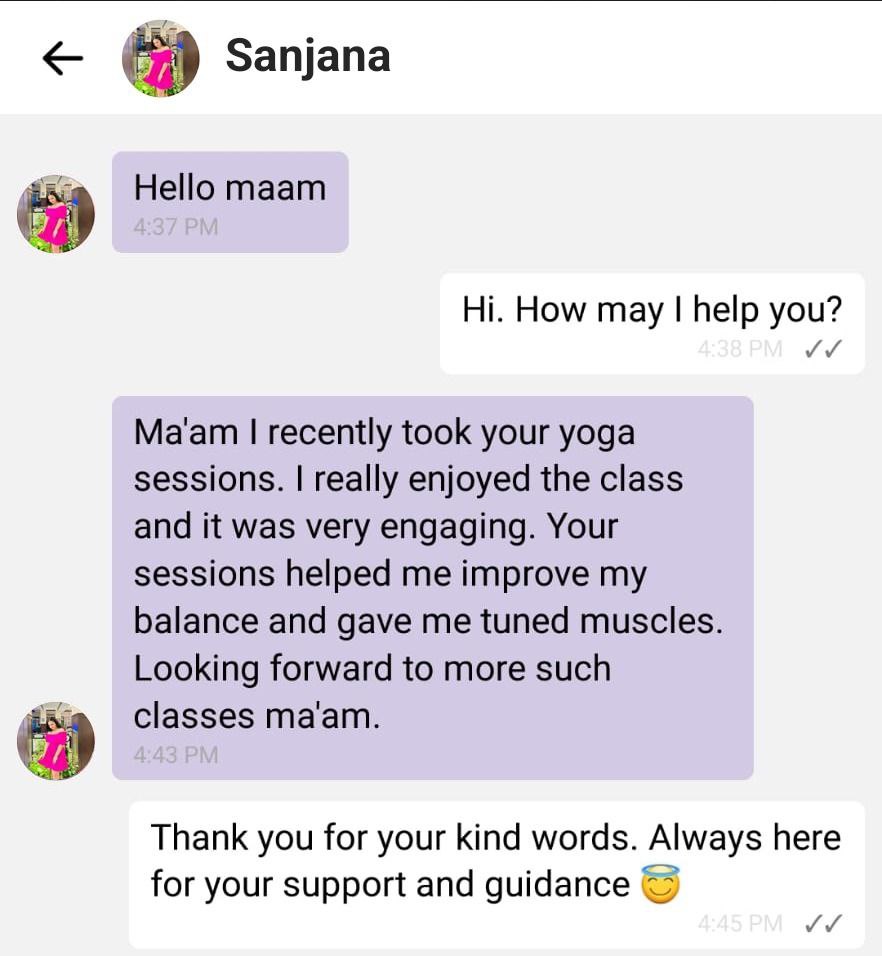 Sanjana
Hello maam
4:37 PM
Hi. How may I help you?
4:38 PM
Ma'am I recently took your yoga
sessions. I really enjoyed the class
and it was very engaging. Your
sessions helped me improve my
balance and gave me tuned muscles.
Looking forward to more such
classes ma'am.
4:43 PM
Thank you for your kind words. Always here
for your support and guidance 😇
4:45 PM